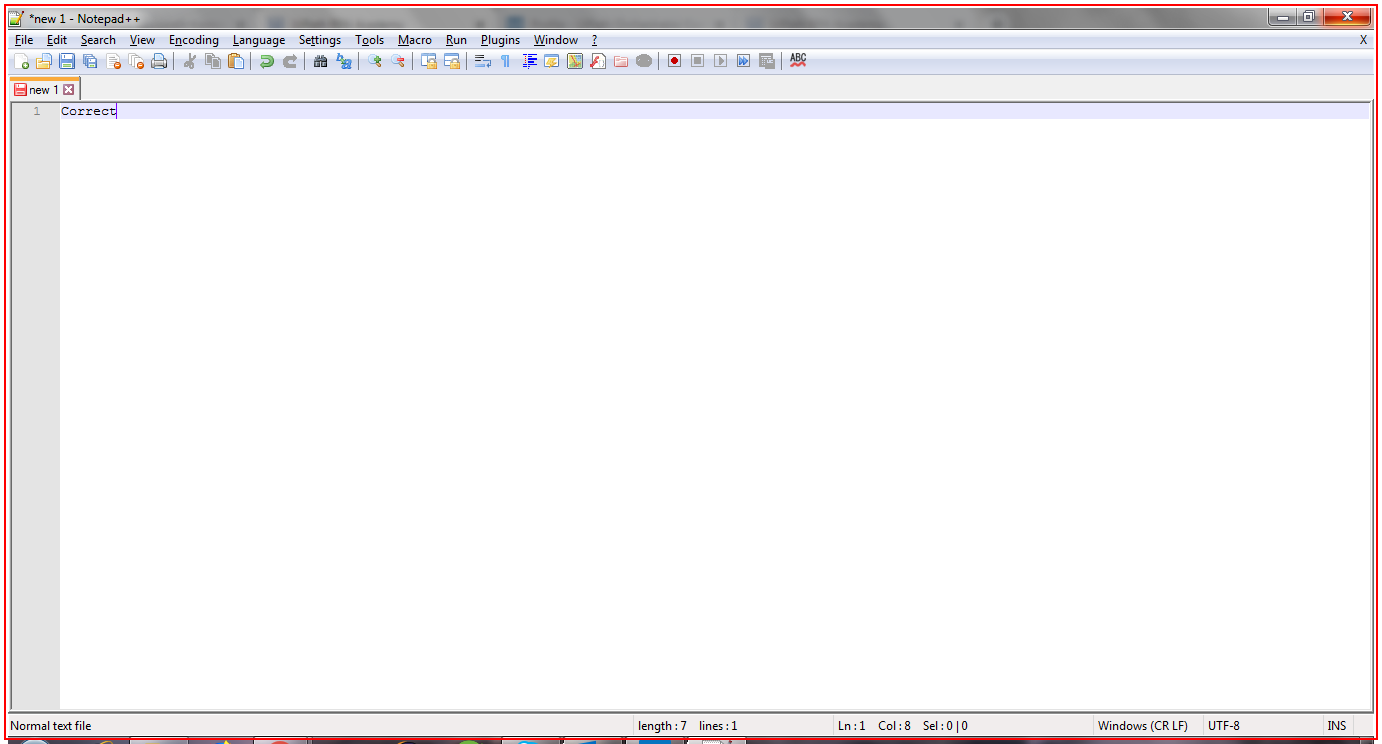 *new 1 - Notepad++
File Edit Search View Encoding Language Settings Tools Macro Run Plugins Window ? X
ABC
new 1
1 Correct
Normal text file length : 7 lines : 1 Ln : 1 Col : 8 Sel : 0 | 0 Windows (CR LF) UTF-8 INS